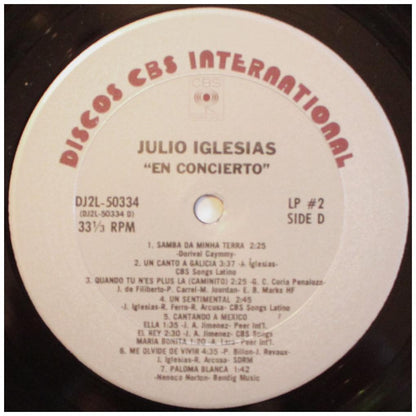 DISCOS CBS INTERNATIONAL
CBS
JULIO IGLESIAS
"EN CONCIERTO"
DJ2L-50334
(DJ2L-50334 D)
33⅓ RPM
LP #2
SIDE D
1. SAMBA DA MINHA TERRA 2:25
-Dorival Caymmy-
2. UN CANTO A GALICIA 3:37 -J. Iglesias-
CBS Songs Latino
3. QUANDO TU N'ES PLUS LA (CAMINITO) 2:25 -G. C. Coria Penaloza-
J. de Filiberto- P. Carrel- M. Jourdan- E. B. Marks HF
4. UN SENTIMENTAL 2:45
-J. Iglesias-R. Ferro-R. Arcusa- CBS Songs Latino
5. CANTANDO A MEXICO
ELLA 1:35 -J. A. Jimenez- Peer Int'l.
EL REY 2:30 -J. A. Jimenez- CBS Songs
MARIA BONITA 1:20 -A. Lara- Peer Int'l.
6. ME OLVIDE DE VIVIR 4:35 -P. Billon-J. Revaux-
J. Iglesias-R. Arcusa- SDRM
7. PALOMA BLANCA 1:42
-Nenaco Norton- Bendig Music